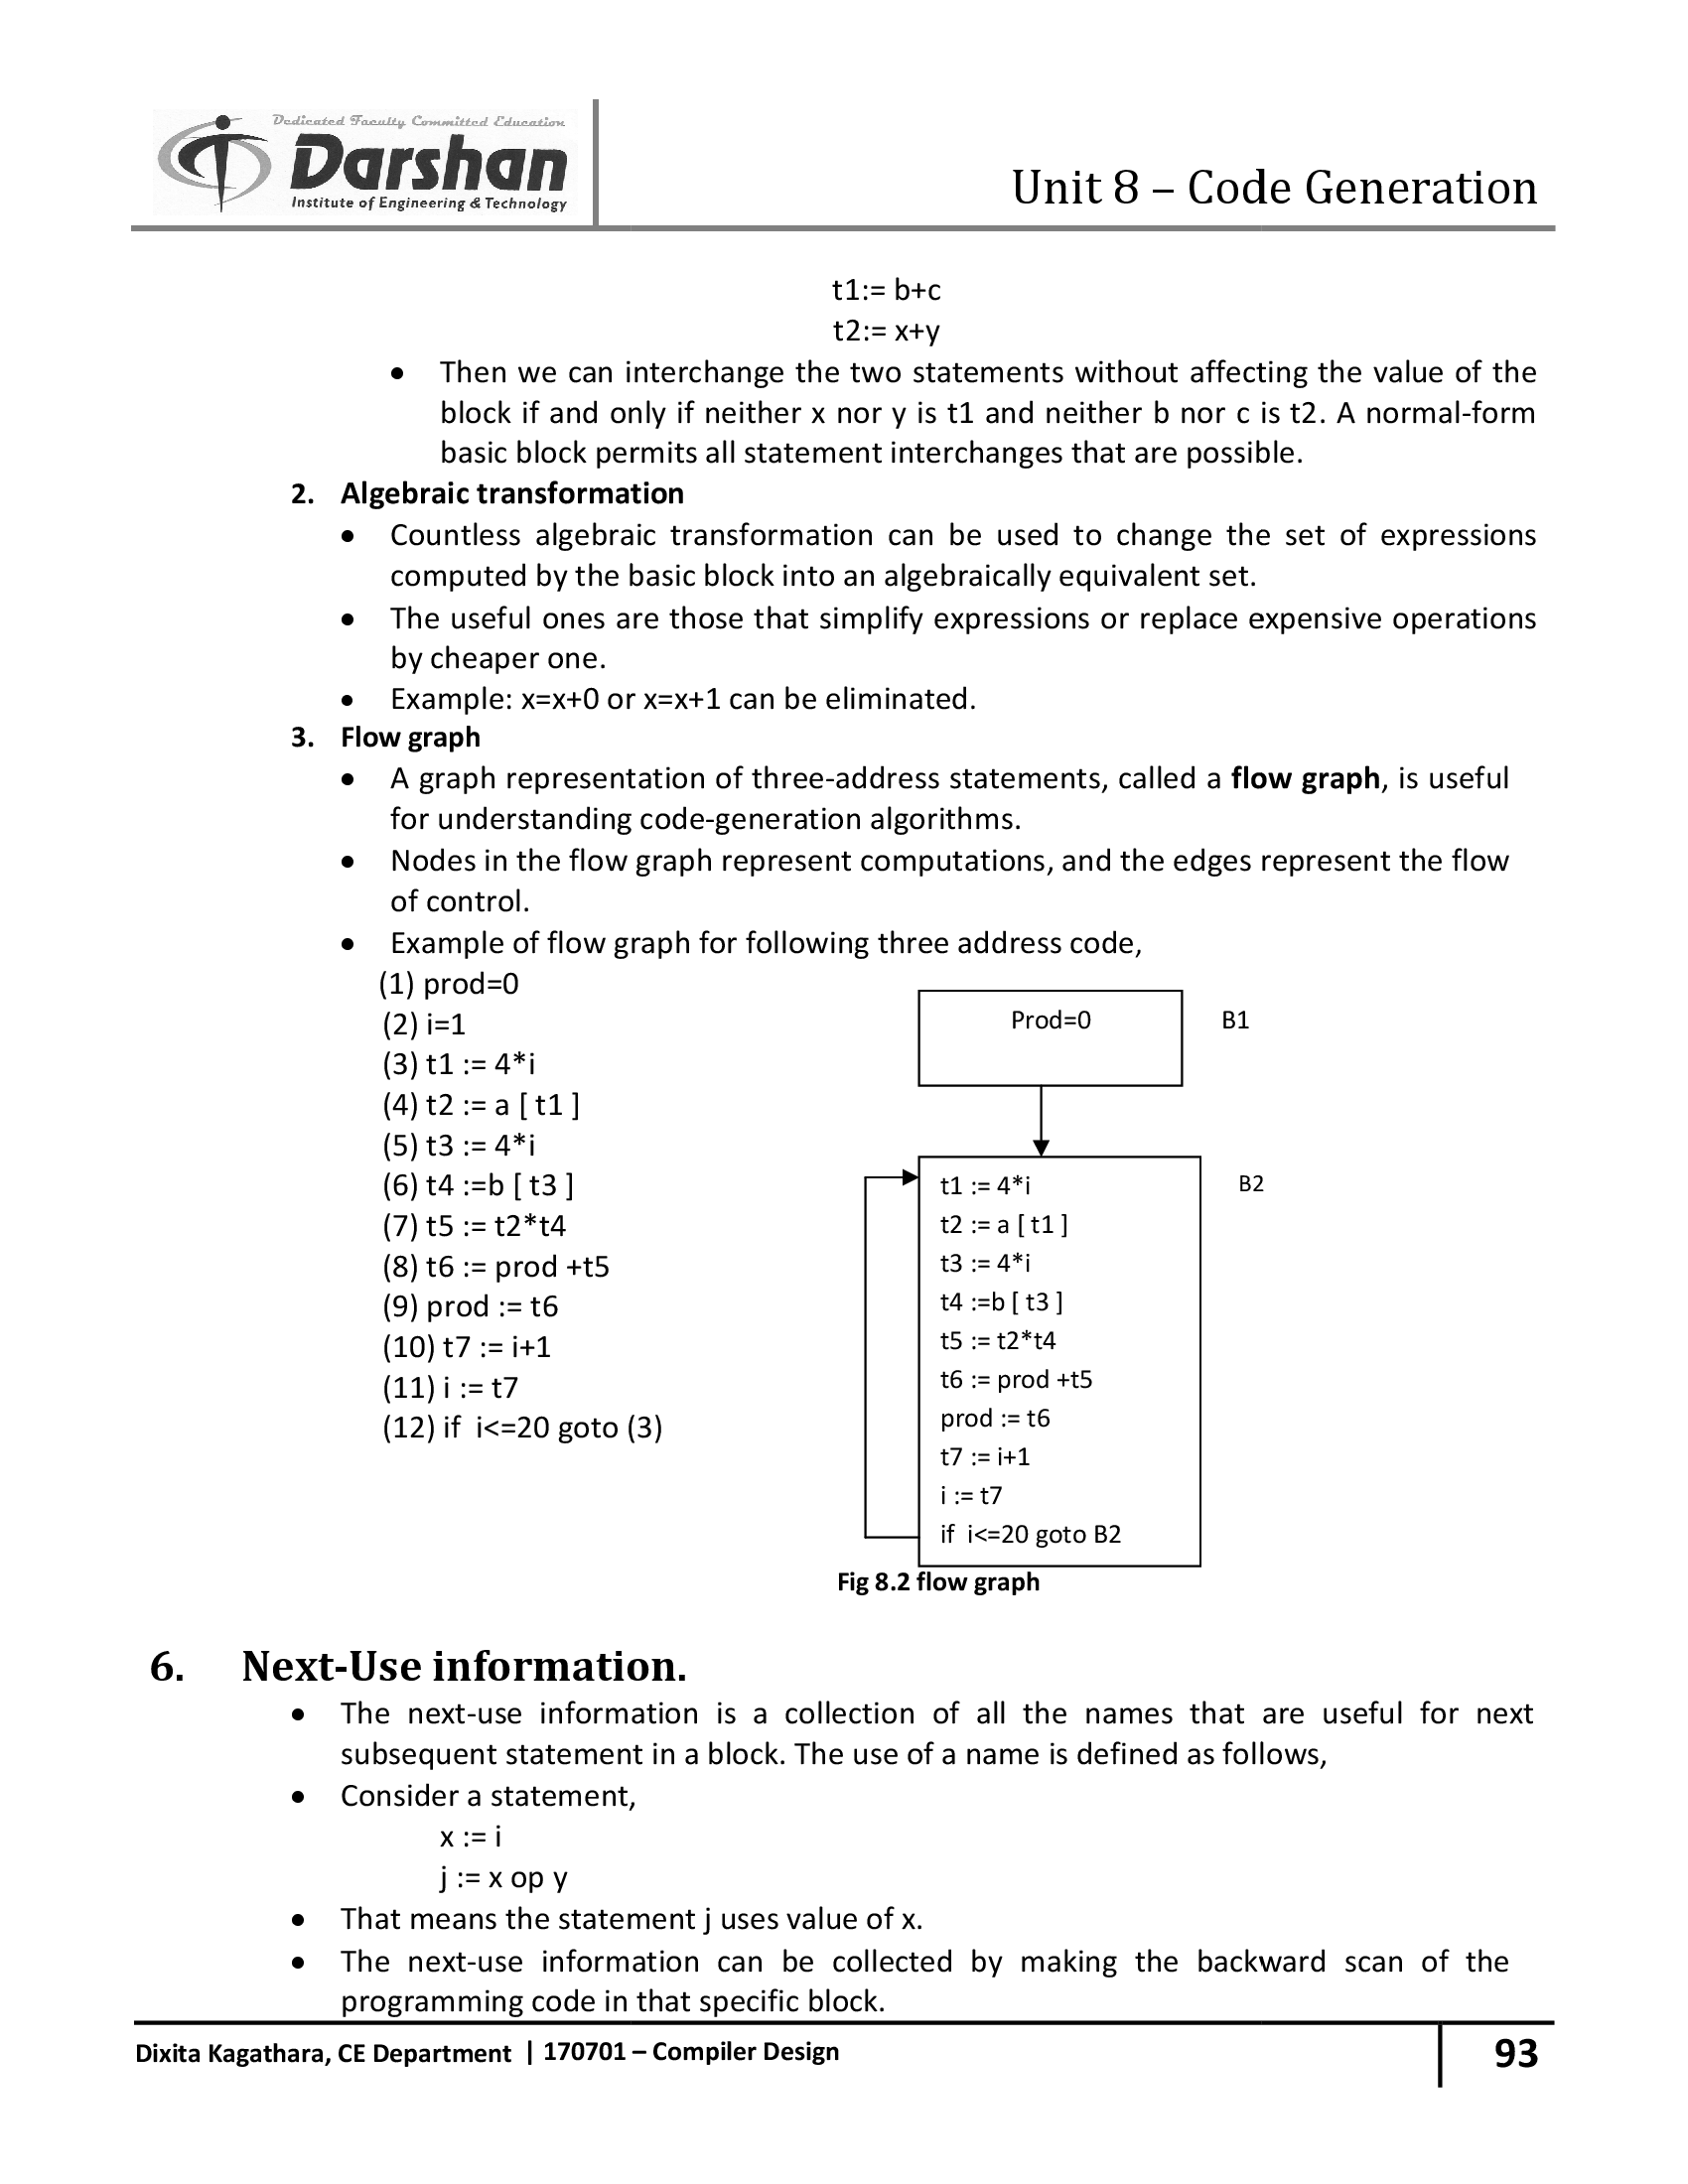 Dedicated Faculty Committed Education
Darshan
Institute of Engineering & Technology
Unit 8 – Code Generation
t1:= b+c
t2:= x+y
• Then we can interchange the two statements without affecting the value of the
block if and only if neither x nor y is t1 and neither b nor c is t2. A normal-form
basic block permits all statement interchanges that are possible.
2. Algebraic transformation
• Countless algebraic transformation can be used to change the set of expressions
computed by the basic block into an algebraically equivalent set.
• The useful ones are those that simplify expressions or replace expensive operations
by cheaper one.
• Example: x=x+0 or x=x+1 can be eliminated.
3. Flow graph
• A graph representation of three-address statements, called a flow graph, is useful
for understanding code-generation algorithms.
• Nodes in the flow graph represent computations, and the edges represent the flow
of control.
• Example of flow graph for following three address code,
(1) prod=0
(2) i=1
(3) t1 := 4*i
(4) t2 := a [ t1 ]
(5) t3 := 4*i
(6) t4 :=b [ t3 ]
(7) t5 := t2*t4
(8) t6 := prod +t5
(9) prod := t6
(10) t7 := i+1
(11) i := t7
(12) if  i<=20 goto (3)
Prod=0
B1
t1 := 4*i
B2
t2 := a [ t1 ]
t3 := 4*i
t4 :=b [ t3 ]
t5 := t2*t4
t6 := prod +t5
prod := t6
t7 := i+1
i := t7
if  i<=20 goto B2
Fig 8.2 flow graph
6. Next-Use information.
• The next-use information is a collection of all the names that are useful for next
subsequent statement in a block. The use of a name is defined as follows,
• Consider a statement,
x := i
j := x op y
• That means the statement j uses value of x.
• The next-use information can be collected by making the backward scan of the
programming code in that specific block.
Dixita Kagathara, CE Department | 170701 – Compiler Design
93